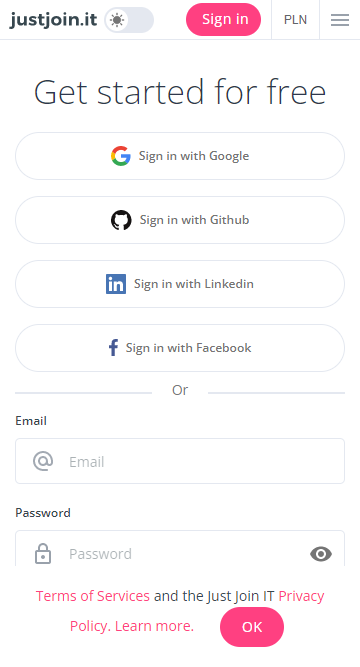 justjoin.it
Sign in
PLN
Get started for free
Sign in with Google
Sign in with Github
Sign in with Linkedin
Sign in with Facebook
Or
Email
Email
Password
Password
Terms of Services and the Just Join IT Privacy
Policy. Learn more.
OK